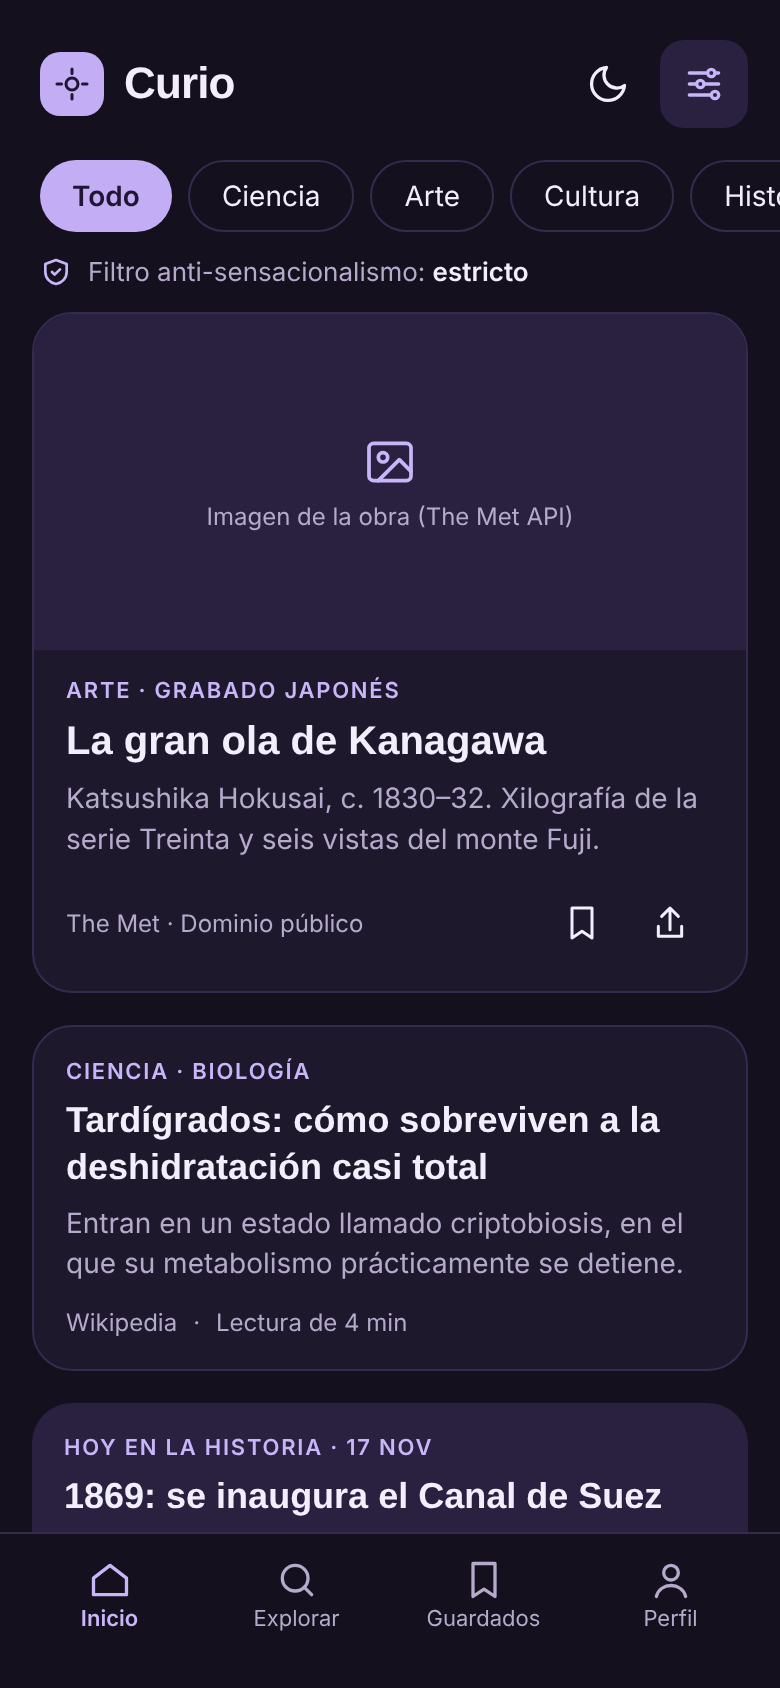 Curio
Todo
Ciencia
Arte
Cultura
Histo
Filtro anti-sensacionalismo: estricto
Imagen de la obra (The Met API)
ARTE · GRABADO JAPONÉS
La gran ola de Kanagawa
Katsushika Hokusai, c. 1830–32. Xilografía de la
serie Treinta y seis vistas del monte Fuji.
The Met · Dominio público
CIENCIA · BIOLOGÍA
Tardígrados: cómo sobreviven a la
deshidratación casi total
Entran en un estado llamado criptobiosis, en el
que su metabolismo prácticamente se detiene.
Wikipedia · Lectura de 4 min
HOY EN LA HISTORIA · 17 NOV
1869: se inaugura el Canal de Suez
Inicio
Explorar
Guardados
Perfil